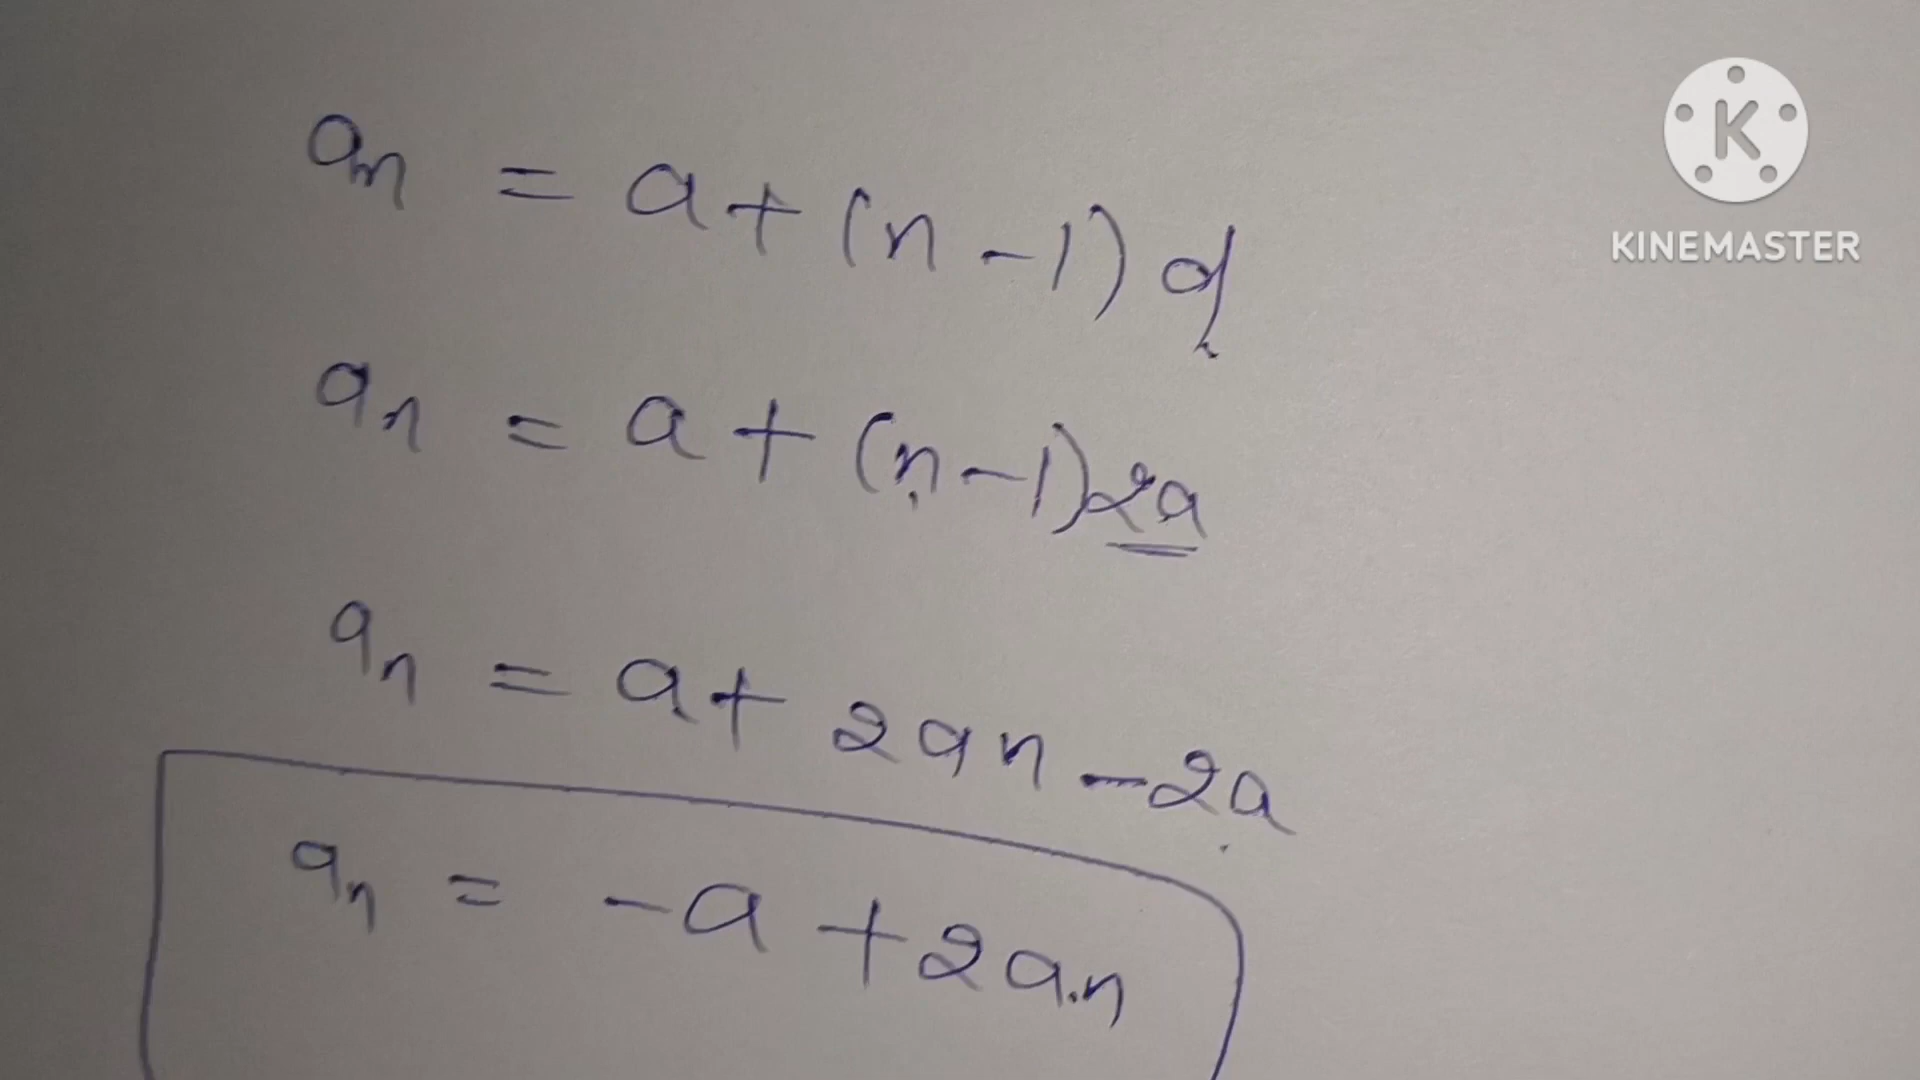 aₙ = a + (n - 1) d
aₙ = a + (n - 1) 2a
aₙ = a + 2an - 2a
aₙ = - a + 2a.n
K
KINEMASTER